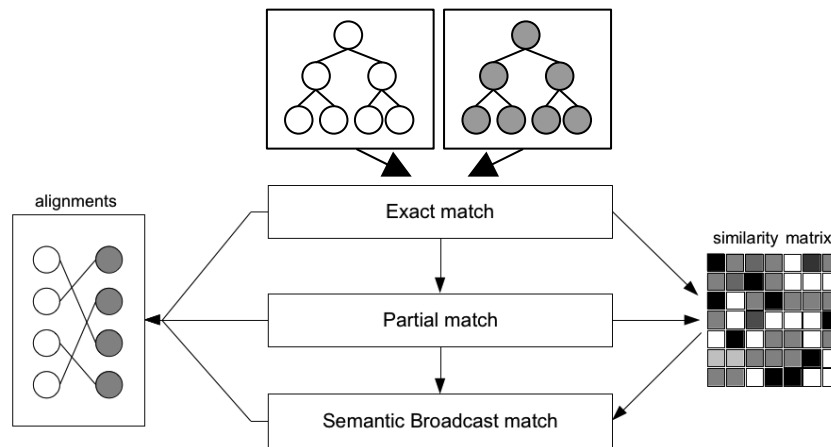 alignments
Exact match
similarity matrix
Partial match
Semantic Broadcast match